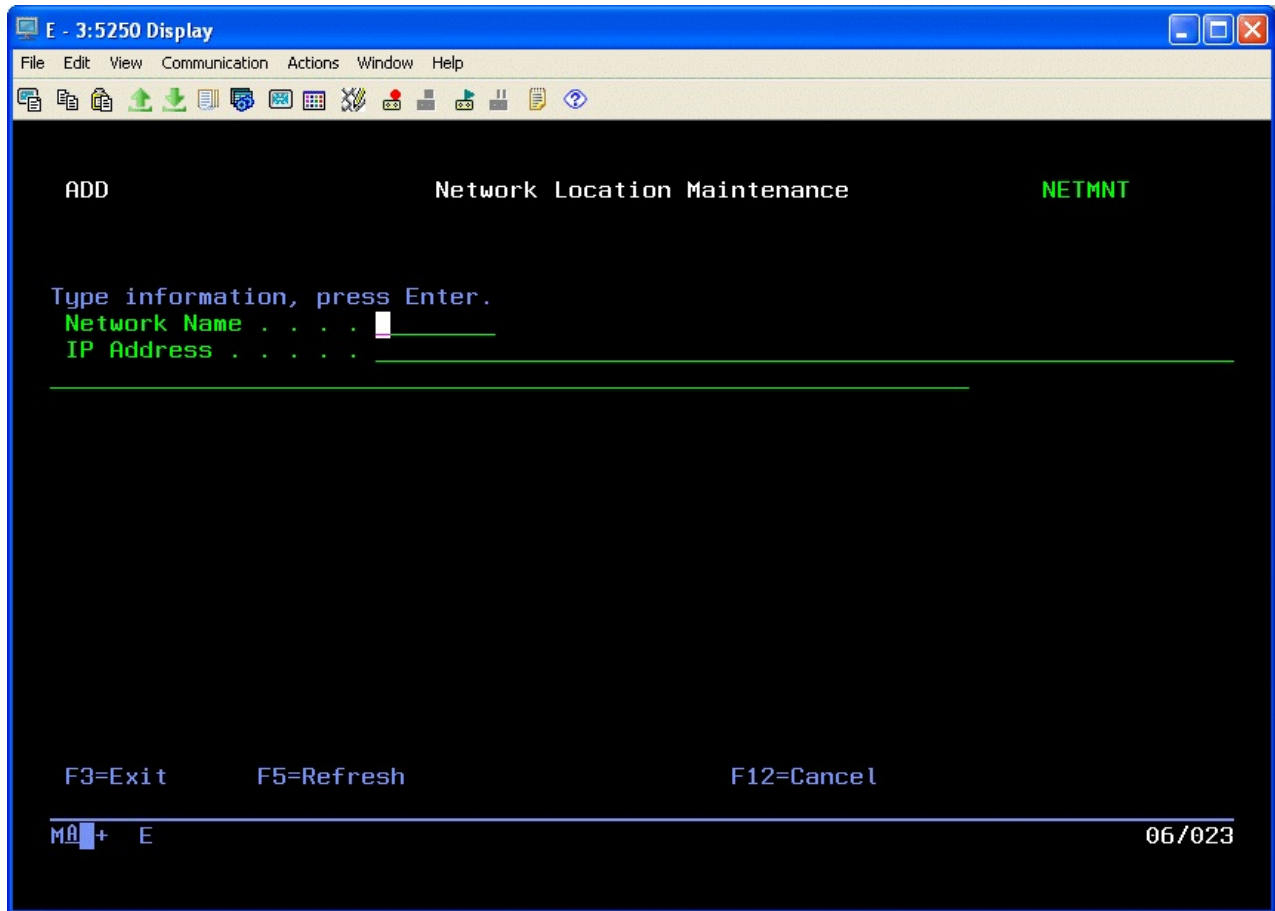 E - 3:5250 Display
File Edit View Communication Actions Window Help
ADD Network Location Maintenance NETMNT
Type information, press Enter.
Network Name . . . .
IP Address . . . . .
F3=Exit F5=Refresh F12=Cancel
MA + E 06/023